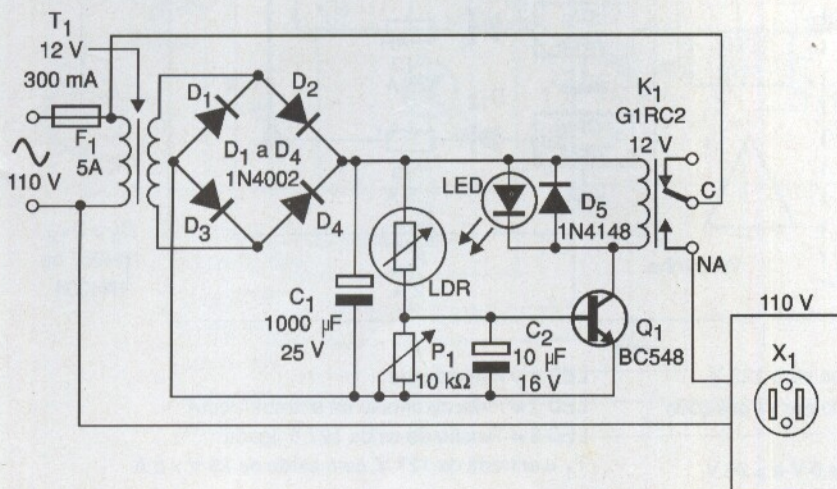 T1
12 V
300 mA
F1
5A
110 V
D1
D2
D1 a D4
1N4002
D3
D4
C1
1000 µF
25 V
LDR
P1
10 kΩ
C2
10 µF
16 V
LED
D5
1N4148
Q1
BC548
K1
G1RC2
12 V
C
NA
110 V
X1